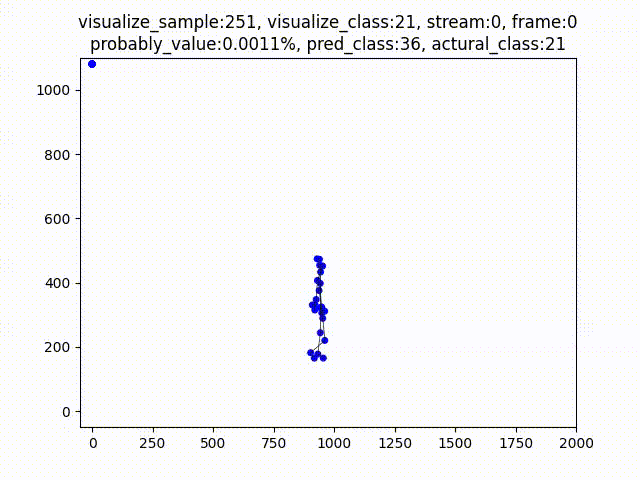 visualize_sample:251, visualize_class:21, stream:0, frame:0
probably_value:0.0011%, pred_class:36, actural_class:21
1000
800
600
400
200
0
0 250 500 750 1000 1250 1500 1750 2000